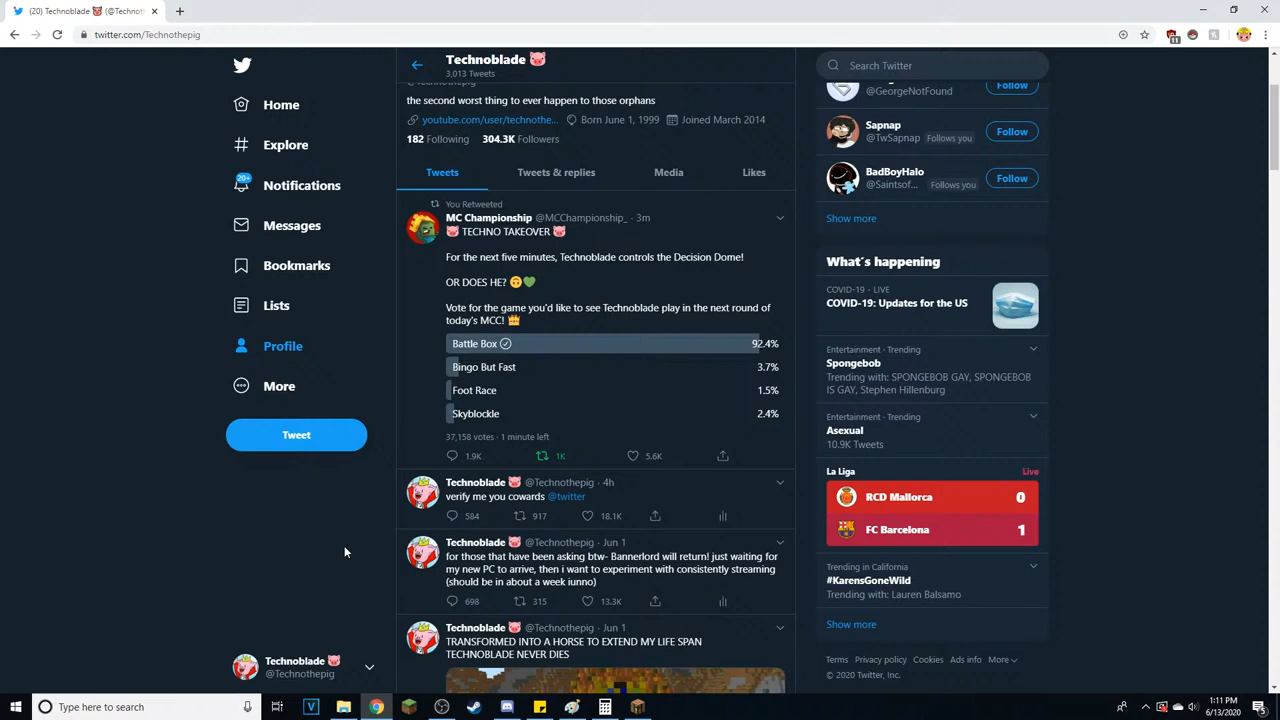 (20) Technoblade 🐷 (@Technot
twitter.com/Technothepig
11
Home
Explore
20+
Notifications
Messages
Bookmarks
Lists
Profile
More
Tweet
Technoblade 🐷
@Technothepig
Technoblade 🐷
3,013 Tweets
@Technothepig
the second worst thing to ever happen to those orphans
youtube.com/user/technothe... Born June 1, 1999 Joined March 2014
182 Following 304.3K Followers
Tweets Tweets & replies Media Likes
You Retweeted
MC Championship @MCChampionship_ · 3m
🐷 TECHNO TAKEOVER 🐷
For the next five minutes, Technoblade controls the Decision Dome!
OR DOES HE? 🙃💚
Vote for the game you'd like to see Technoblade play in the next round of
today's MCC! 👑
Battle Box 92.4%
Bingo But Fast 3.7%
Foot Race 1.5%
Skyblockle 2.4%
37,158 votes · 1 minute left
1.9K 1K 5.6K
Technoblade 🐷 @Technothepig · 4h
verify me you cowards @twitter
584 917 18.1K
Technoblade 🐷 @Technothepig · Jun 1
for those that have been asking btw- Bannerlord will return! just waiting for
my new PC to arrive, then i want to experiment with consistently streaming
(should be in about a week iunno)
698 315 13.3K
Technoblade 🐷 @Technothepig · Jun 1
TRANSFORMED INTO A HORSE TO EXTEND MY LIFE SPAN
TECHNOBLADE NEVER DIES
Search Twitter
@GeorgeNotFound
Follow
Sapnap
@TwSapnap Follows you
Follow
BadBoyHalo
@Saintsof... Follows you
Follow
Show more
What's happening
COVID-19 · LIVE
COVID-19: Updates for the US
Entertainment · Trending
Spongebob
Trending with: SPONGEBOB GAY, SPONGEBOB
IS GAY, Stephen Hillenburg
Entertainment · Trending
Asexual
10.9K Tweets
La Liga Live
RCD Mallorca 0
FC Barcelona 1
Trending in California
#KarensGoneWild
Trending with: Lauren Balsamo
Show more
Terms Privacy policy Cookies Ads info More
© 2020 Twitter, Inc.
Type here to search
1:11 PM
6/13/2020
5